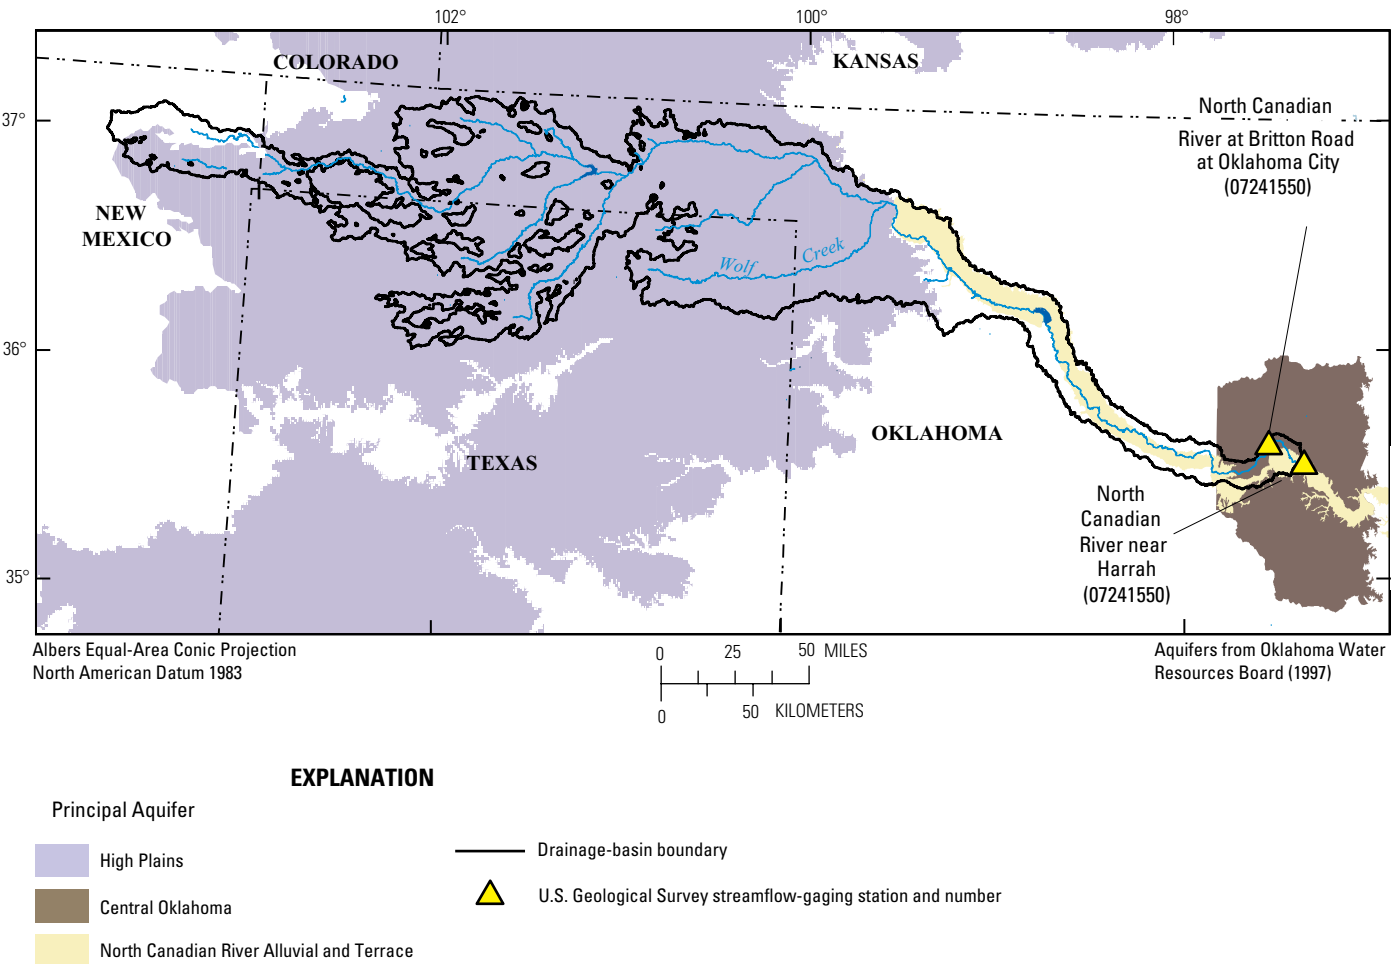 102°
100°
98°
COLORADO
KANSAS
37°
North Canadian
River at Britton Road
at Oklahoma City
(07241550)
NEW
MEXICO
Wolf Creek
36°
OKLAHOMA
TEXAS
North
Canadian
River near
Harrah
(07241550)
35°
Albers Equal-Area Conic Projection
North American Datum 1983
0 25 50 MILES
0 50 KILOMETERS
Aquifers from Oklahoma Water
Resources Board (1997)
EXPLANATION
Principal Aquifer
High Plains
Central Oklahoma
North Canadian River Alluvial and Terrace
Drainage-basin boundary
U.S. Geological Survey streamflow-gaging station and number